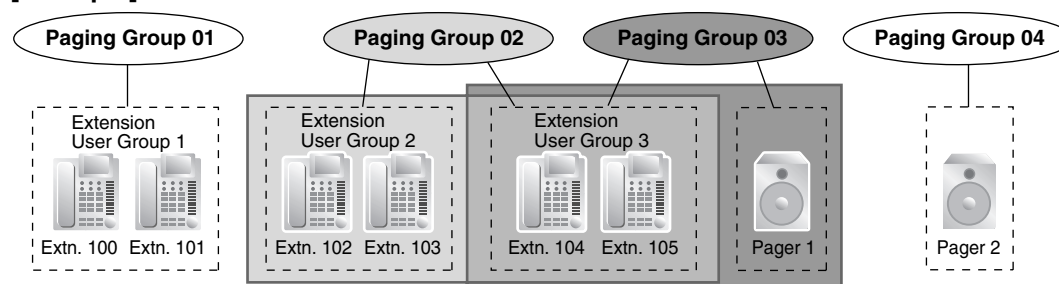 Paging Group 01
Paging Group 02
Paging Group 03
Paging Group 04
Extension
User Group 1
Extn. 100
Extn. 101
Extension
User Group 2
Extn. 102
Extn. 103
Extension
User Group 3
Extn. 104
Extn. 105
Pager 1
Pager 2